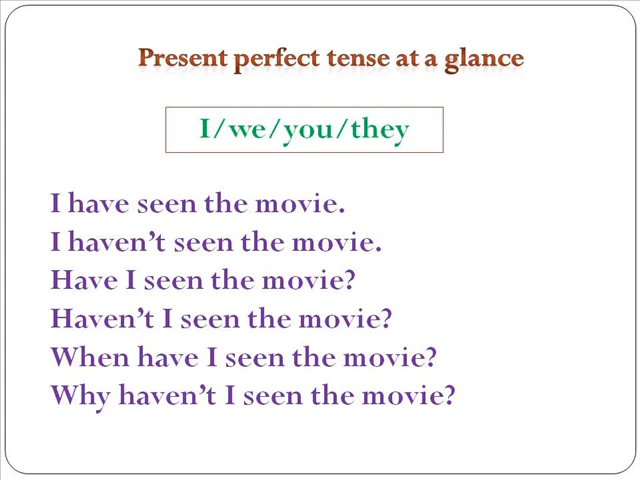 Present perfect tense at a glance
I/we/you/they
I have seen the movie.
I haven’t seen the movie.
Have I seen the movie?
Haven’t I seen the movie?
When have I seen the movie?
Why haven’t I seen the movie?